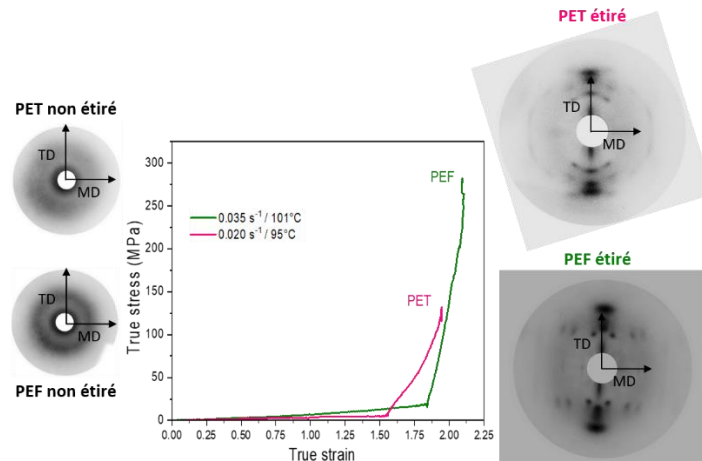 PET étiré
TD
MD
PET non étiré
TD
MD
TD
MD
PEF non étiré
True stress (MPa)
300
250
200
150
100
50
0
0.00 0.25 0.50 0.75 1.00 1.25 1.50 1.75 2.00 2.25
True strain
0.035 s⁻¹ / 101°C
0.020 s⁻¹ / 95°C
PEF
PET
PEF étiré
TD
MD